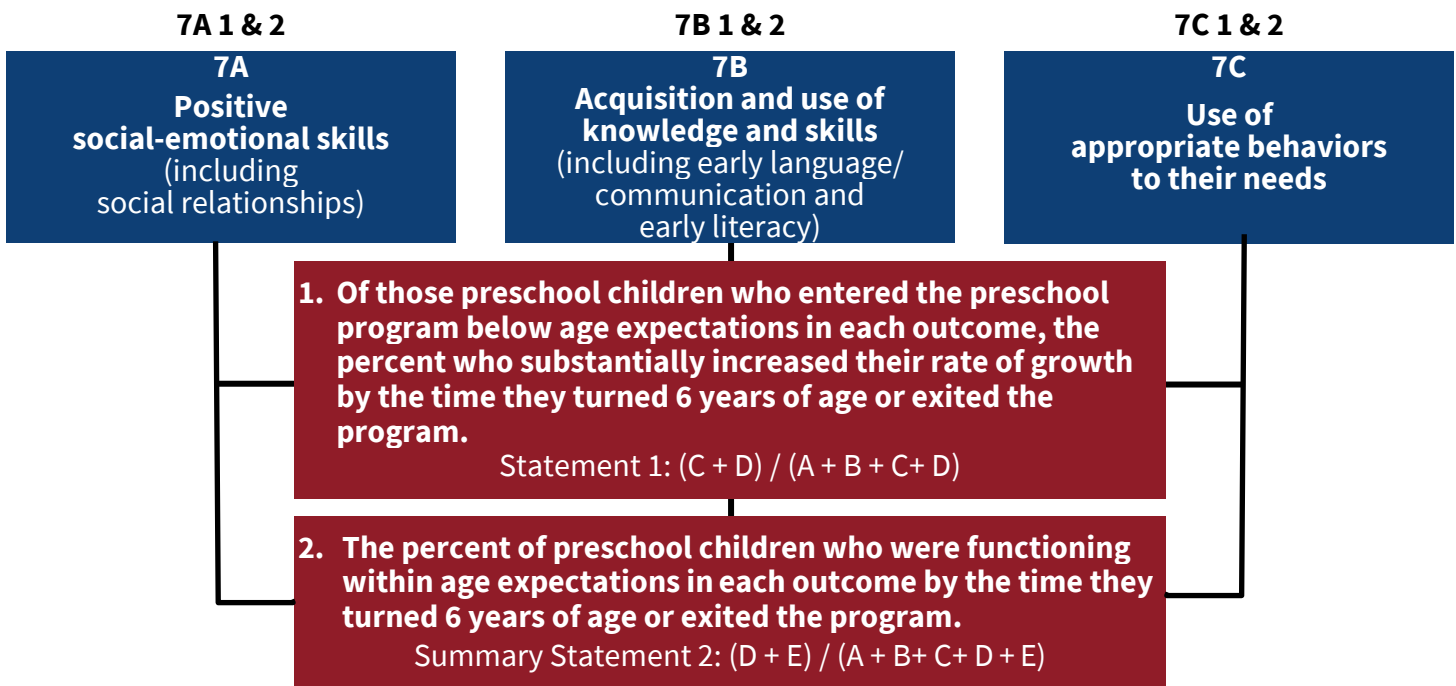 7A 1 & 2
7B 1 & 2
7C 1 & 2
7A
Positive
social-emotional skills
(including
social relationships)
7B
Acquisition and use of
knowledge and skills
(including early language/
communication and
early literacy)
7C
Use of
appropriate behaviors
to their needs
1. Of those preschool children who entered the preschool
program below age expectations in each outcome, the
percent who substantially increased their rate of growth
by the time they turned 6 years of age or exited the
program.
Statement 1: (C + D) / (A + B + C+ D)
2. The percent of preschool children who were functioning
within age expectations in each outcome by the time they
turned 6 years of age or exited the program.
Summary Statement 2: (D + E) / (A + B+ C+ D + E)